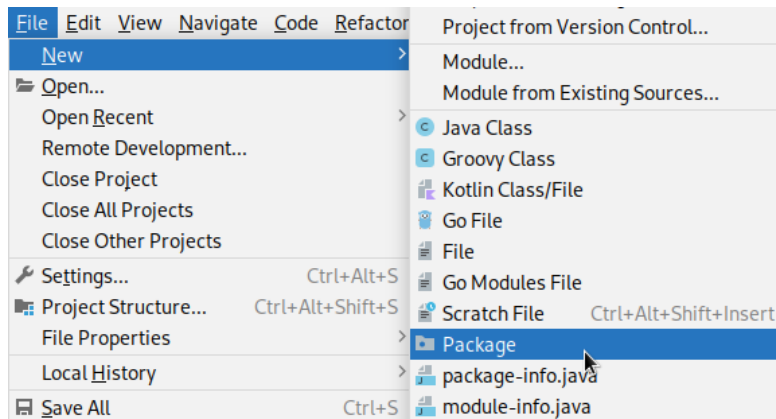 File Edit View Navigate Code Refactor
New
Open...
Open Recent
Remote Development...
Close Project
Close All Projects
Close Other Projects
Settings... Ctrl+Alt+S
Project Structure... Ctrl+Alt+Shift+S
File Properties
Local History
Save All Ctrl+S
Project from Version Control...
Module...
Module from Existing Sources...
Java Class
Groovy Class
Kotlin Class/File
Go File
File
Go Modules File
Scratch File Ctrl+Alt+Shift+Insert
Package
package-info.java
module-info.java